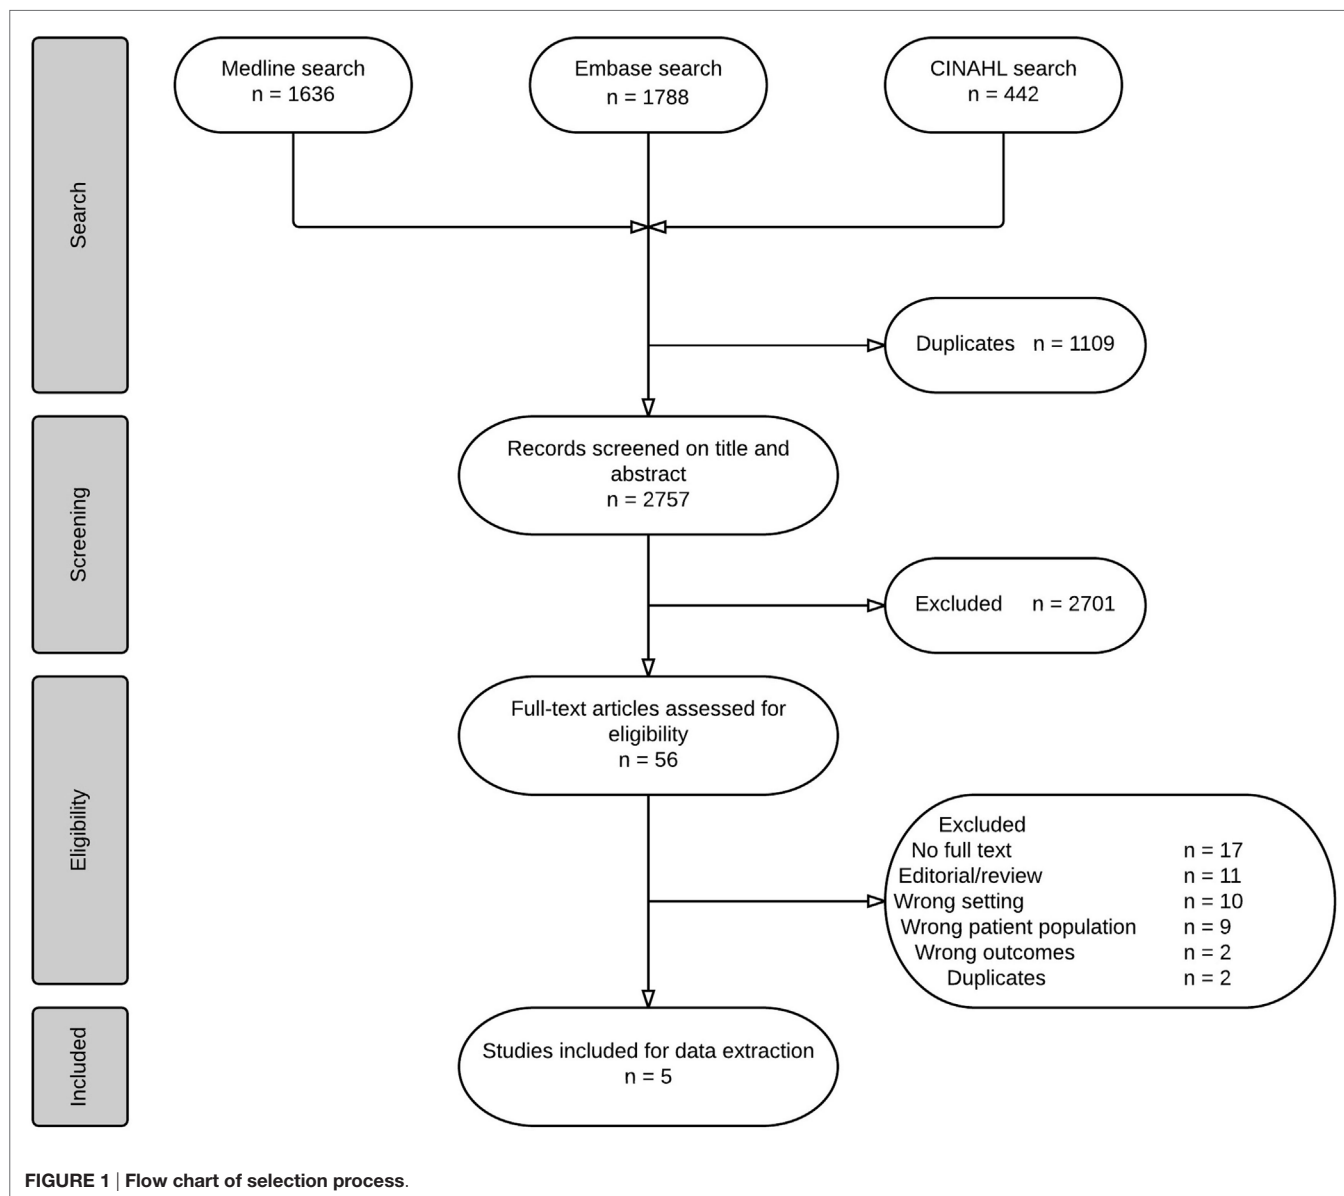 Search
Medline search
n = 1636
Embase search
n = 1788
CINAHL search
n = 442
Duplicates n = 1109
Screening
Records screened on title and
abstract
n = 2757
Excluded n = 2701
Eligibility
Full-text articles assessed for
eligibility
n = 56
Excluded
No full text n = 17
Editorial/review n = 11
Wrong setting n = 10
Wrong patient population n = 9
Wrong outcomes n = 2
Duplicates n = 2
Included
Studies included for data extraction
n = 5
FIGURE 1 | Flow chart of selection process.